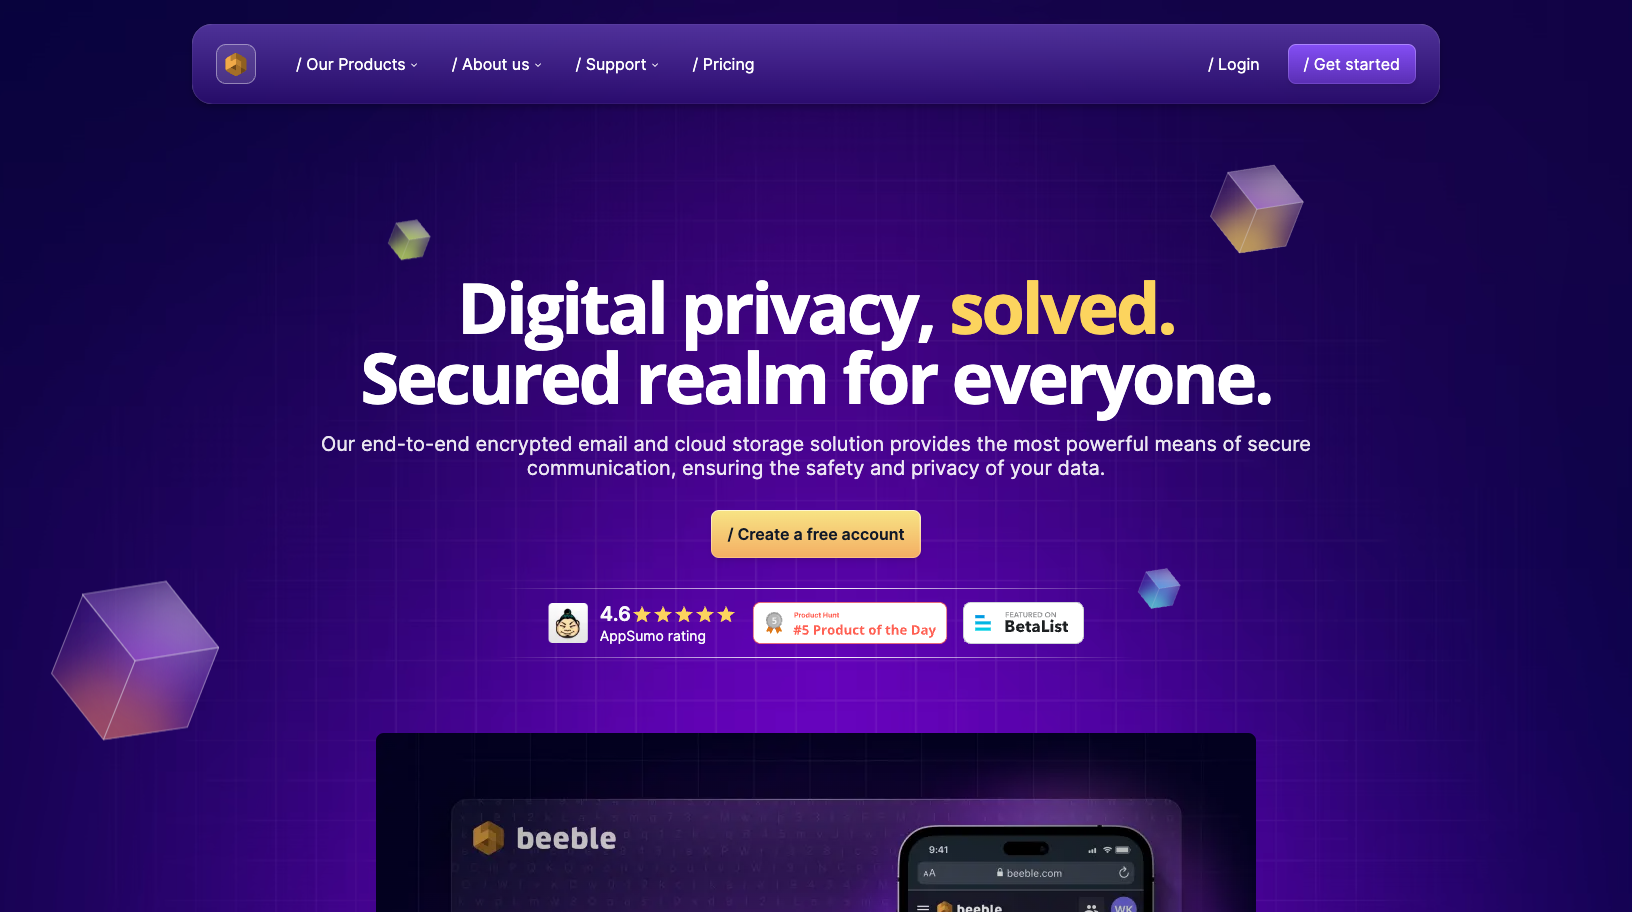 / Our Products
/ About us
/ Support
/ Pricing
/ Login
/ Get started
Digital privacy, solved.
Secured realm for everyone.
Our end-to-end encrypted email and cloud storage solution provides the most powerful means of secure
communication, ensuring the safety and privacy of your data.
/ Create a free account
4.6
AppSumo rating
5
Product Hunt
#5 Product of the Day
FEATURED ON
BetaList
beeble
9:41
AA
beeble.com
beeble
WK